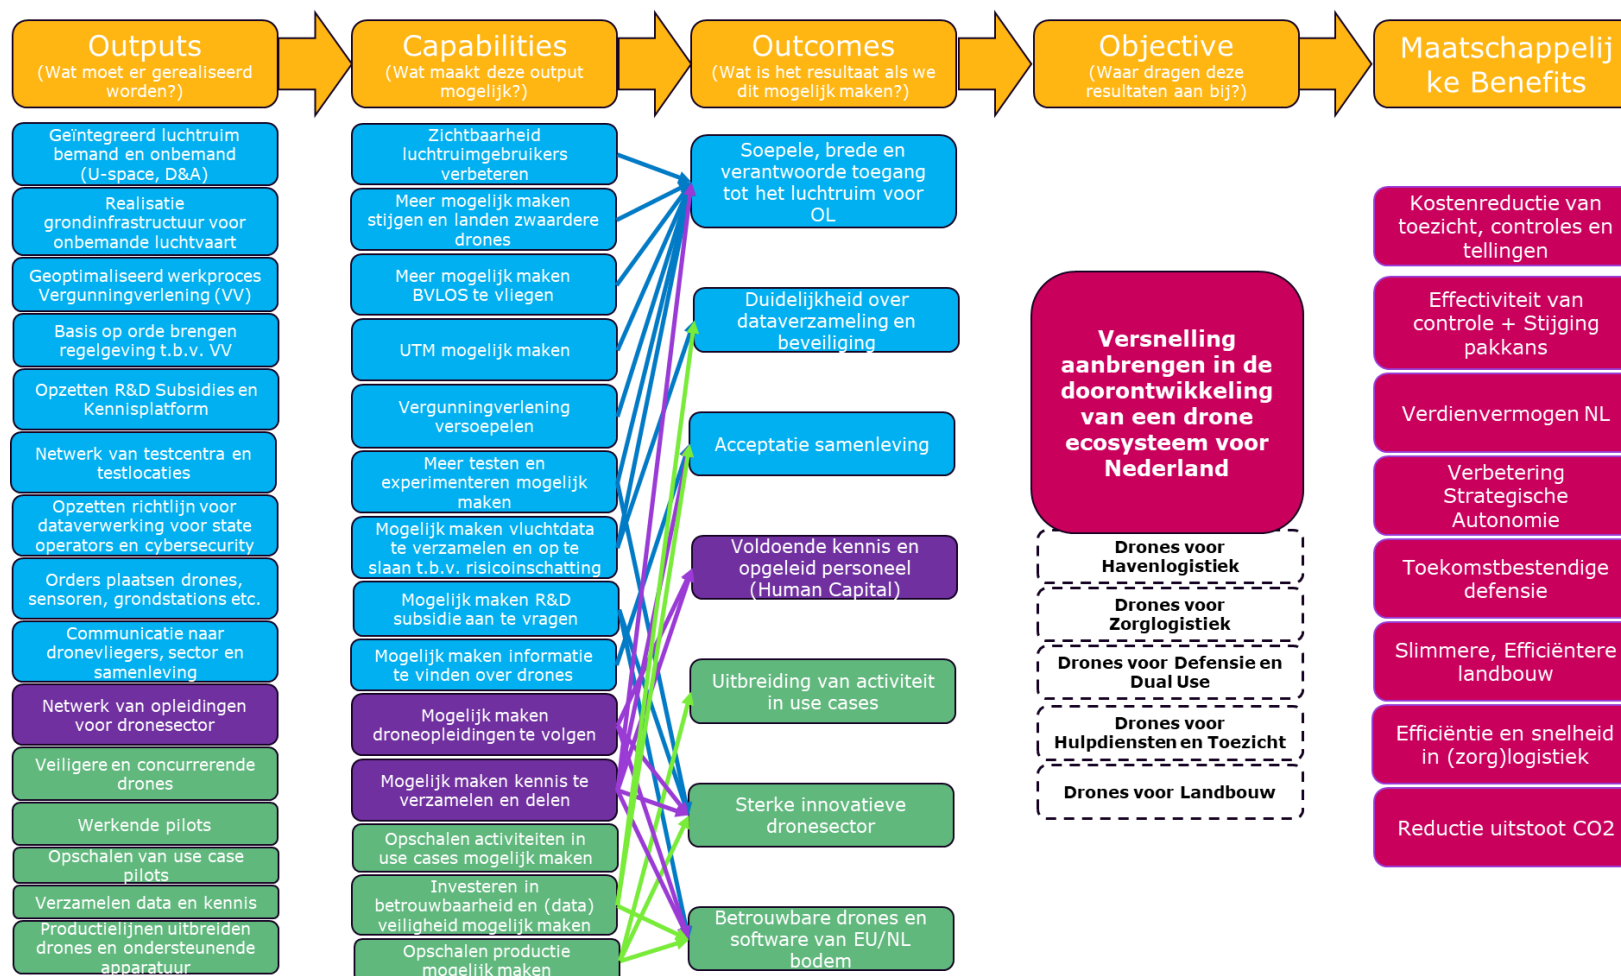 Outputs
(Wat moet er gerealiseerd
worden?)
Capabilities
(Wat maakt deze output
mogelijk?)
Outcomes
(Wat is het resultaat als we
dit mogelijk maken?)
Objective
(Waar dragen deze
resultaten aan bij?)
Maatschappelij
ke Benefits
Geïntegreerd luchtruim
bemand en onbemand
(U-space, D&A)
Realisatie
grondinfrastructuur voor
onbemande luchtvaart
Geoptimaliseerd werkproces
Vergunningverlening (VV)
Basis op orde brengen
regelgeving t.b.v. VV
Opzetten R&D Subsidies en
Kennisplatform
Netwerk van testcentra en
testlocaties
Opzetten richtlijn voor
dataverwerking voor state
operators en cybersecurity
Orders plaatsen drones,
sensoren, grondstations etc.
Communicatie naar
dronevliegers, sector en
samenleving
Netwerk van opleidingen
voor dronesector
Veiligere en concurrerende
drones
Werkende pilots
Opschalen van use case
pilots
Verzamelen data en kennis
Productielijnen uitbreiden
drones en ondersteunende
apparatuur
Zichtbaarheid
luchtruimgebruikers
verbeteren
Meer mogelijk maken
stijgen en landen zwaardere
drones
Meer mogelijk maken
BVLOS te vliegen
UTM mogelijk maken
Vergunningverlening
versoepelen
Meer testen en
experimenteren mogelijk
maken
Mogelijk maken vluchtdata
te verzamelen en op te
slaan t.b.v. risicoinschatting
Mogelijk maken R&D
subsidie aan te vragen
Mogelijk maken informatie
te vinden over drones
Mogelijk maken
droneopleidingen te volgen
Mogelijk maken kennis te
verzamelen en delen
Opschalen activiteiten in
use cases mogelijk maken
Investeren in
betrouwbaarheid en (data)
veiligheid mogelijk maken
Opschalen productie
mogelijk maken
Soepele, brede en
verantwoorde toegang
tot het luchtruim voor
OL
Duidelijkheid over
dataverzameling en
beveiliging
Acceptatie samenleving
Voldoende kennis en
opgeleid personeel
(Human Capital)
Uitbreiding van activiteit
in use cases
Sterke innovatieve
dronesector
Betrouwbare drones en
software van EU/NL
bodem
Versnelling
aanbrengen in de
doorontwikkeling
van een drone
ecosysteem voor
Nederland
Drones voor
Havenlogistiek
Drones voor
Zorglogistiek
Drones voor Defensie en
Dual Use
Drones voor
Hulpdiensten en Toezicht
Drones voor Landbouw
Kostenreductie van
toezicht, controles en
tellingen
Effectiviteit van
controle + Stijging
pakkans
Verdienvermogen NL
Verbetering
Strategische
Autonomie
Toekomstbestendige
defensie
Slimmere, Efficiëntere
landbouw
Efficiëntie en snelheid
in (zorg)logistiek
Reductie uitstoot CO2